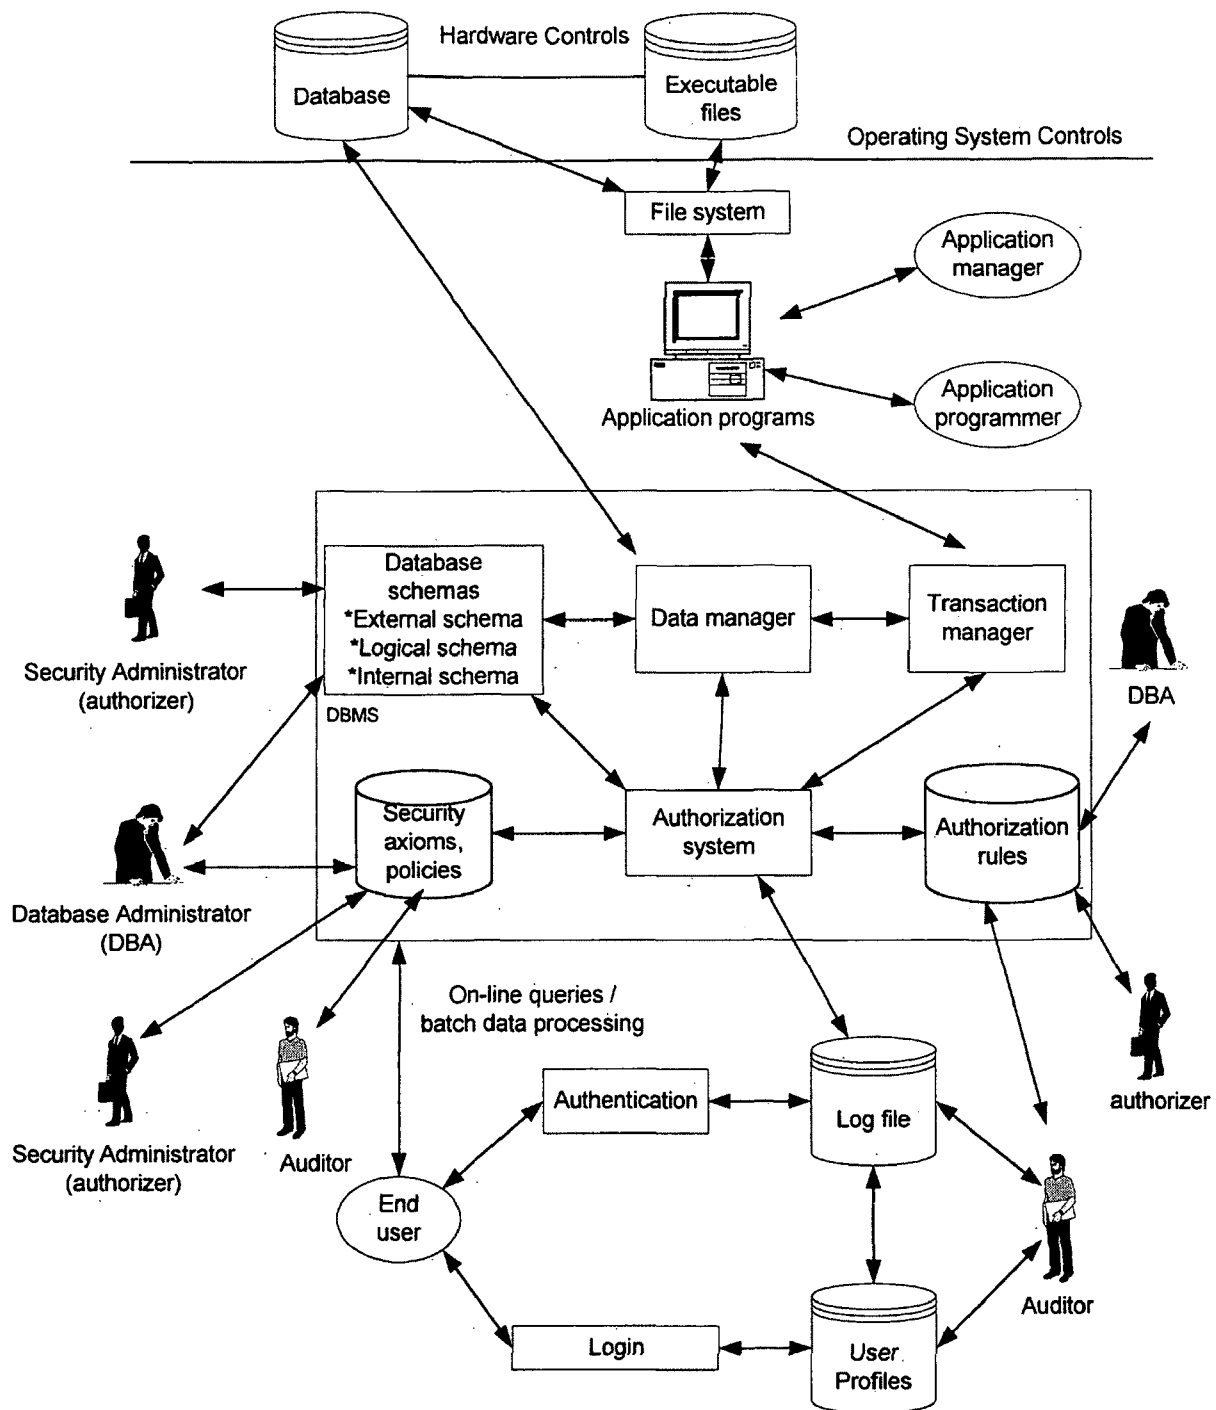 Hardware Controls
Database
Executable
files
Operating System Controls
File system
Application
manager
Application
programmer
Application programs
Database
schemas
*External schema
*Logical schema
*Internal schema
Data manager
Transaction
manager
Security Administrator
(authorizer)
DBMS
DBA
Security
axioms,
policies
Authorization
system
Authorization
rules
Database Administrator
(DBA)
On-line queries /
batch data processing
Authentication
Log file
authorizer
Security Administrator
(authorizer)
Auditor
End
user
Auditor
Login
User
Profiles